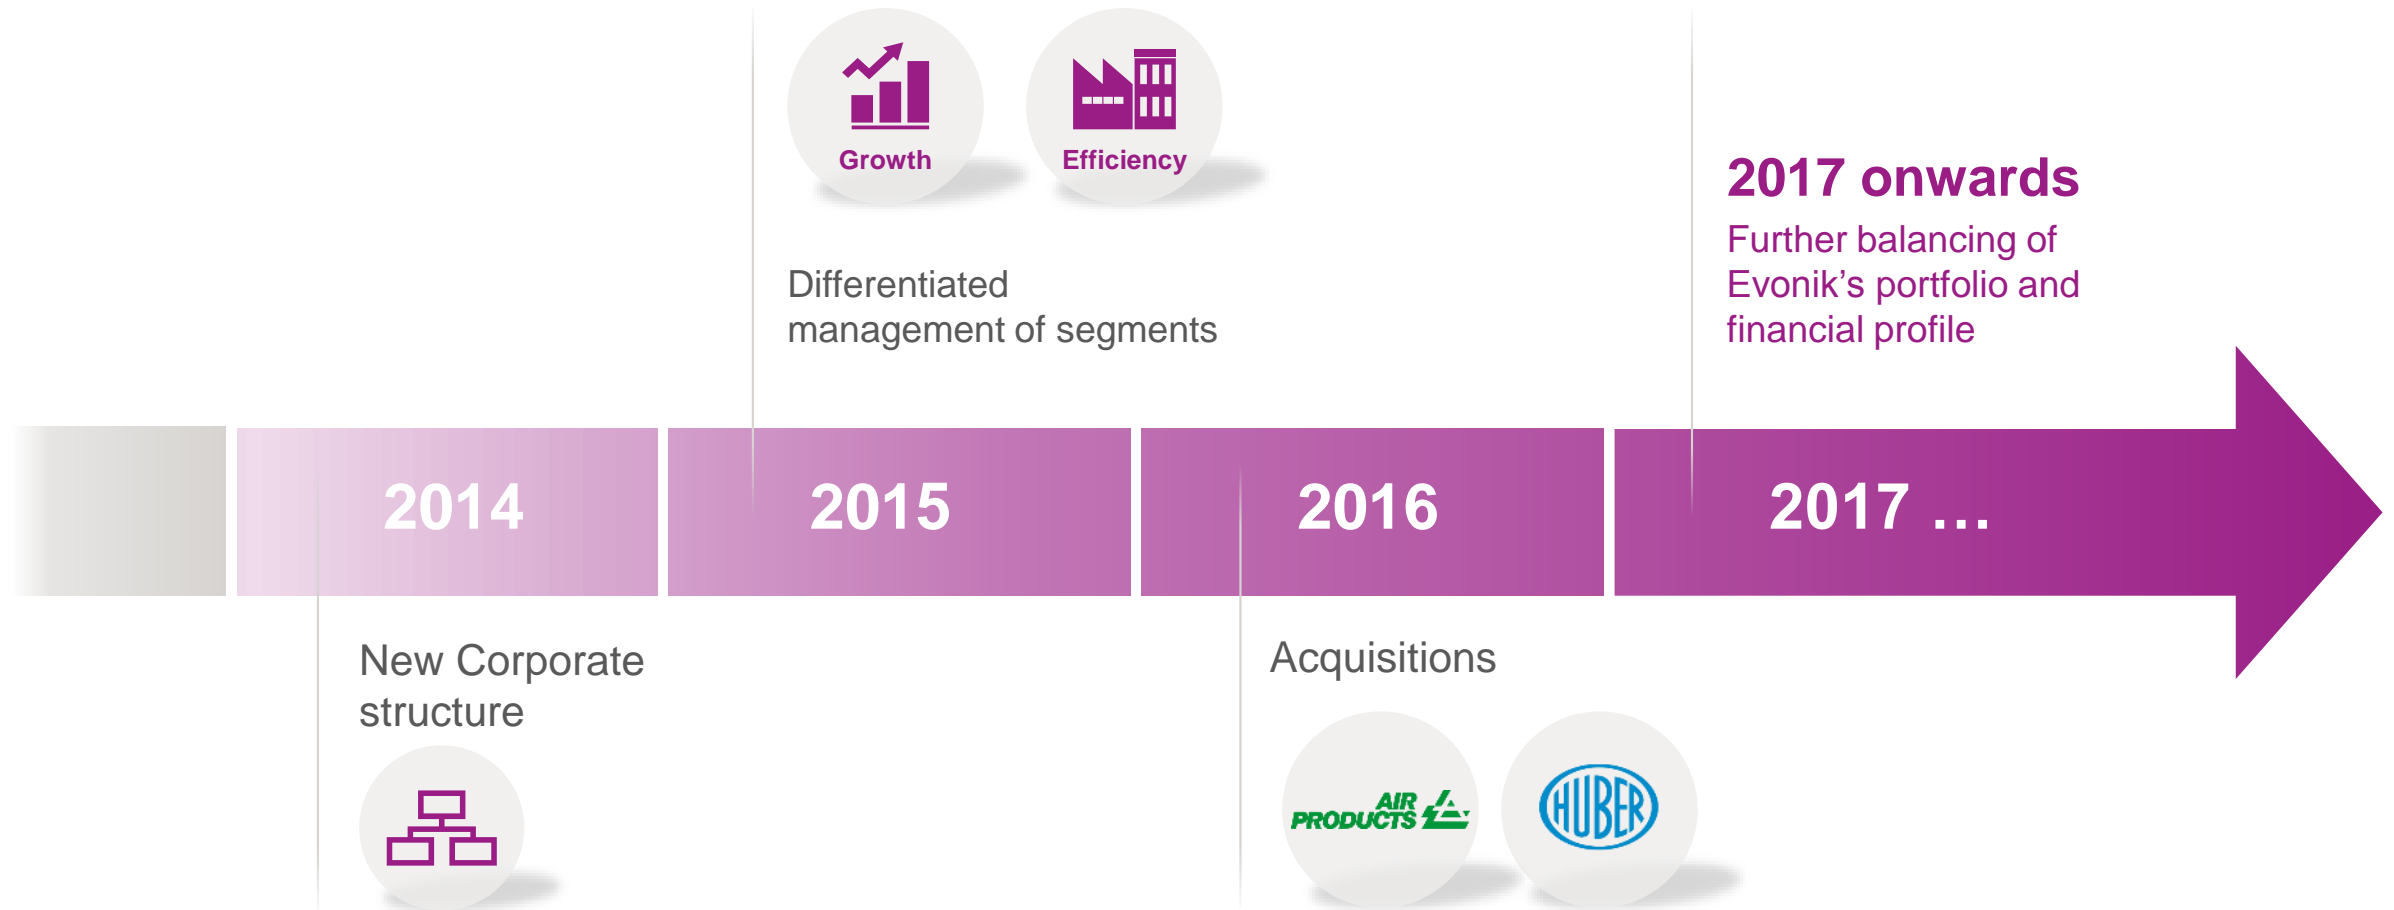 Growth
Efficiency
2017 onwards
Further balancing of
Evonik’s portfolio and
financial profile
Differentiated
management of segments
2014
2015
2016
2017 …
New Corporate
structure
Acquisitions
AIR
PRODUCTS
HUBER